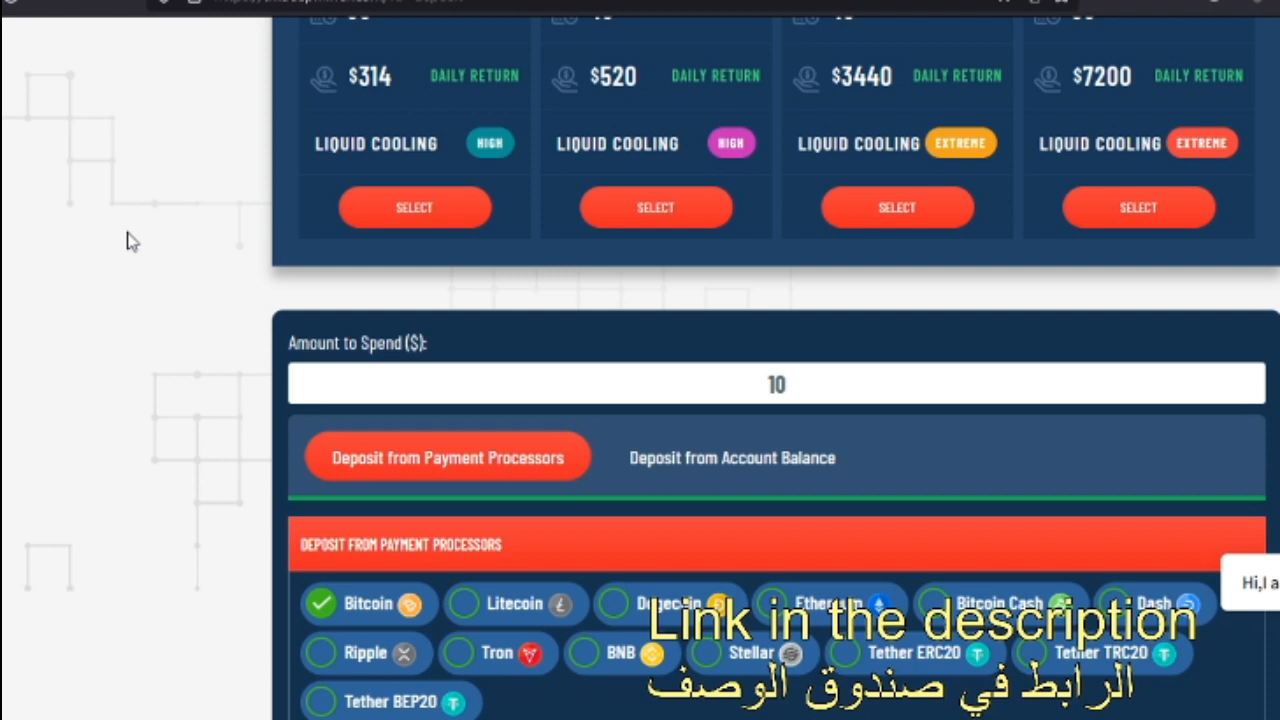 $314 DAILY RETURN $520 DAILY RETURN $3440 DAILY RETURN $7200 DAILY RETURN
LIQUID COOLING HIGH LIQUID COOLING HIGH LIQUID COOLING EXTREME LIQUID COOLING EXTREME
SELECT SELECT SELECT SELECT
Amount to Spend ($):
10
Deposit from Payment Processors Deposit from Account Balance
DEPOSIT FROM PAYMENT PROCESSORS
Hi,I a
Bitcoin Litecoin Dogecoin Ethereum Bitcoin Cash Dash
Link in the description
Ripple Tron BNB Stellar Tether ERC20 Tether TRC20
الرابط في صندوق الوصف
Tether BEP20